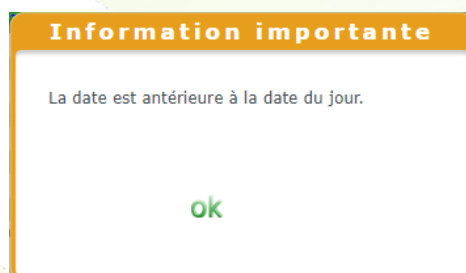 Information importante
La date est antérieure à la date du jour.
ok